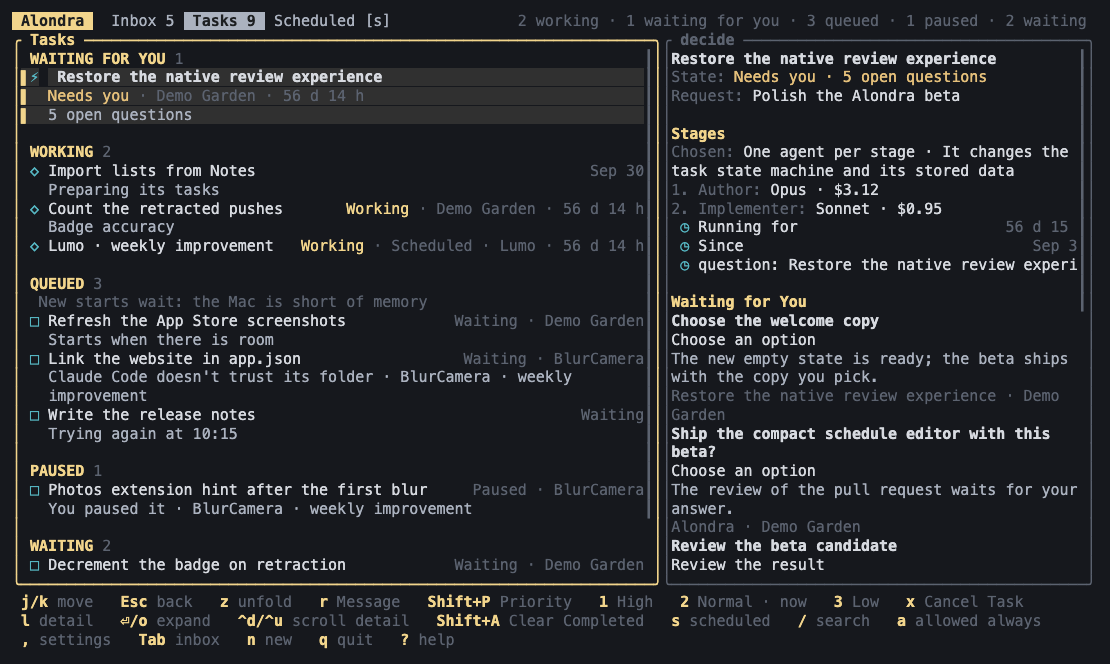 Alondra  Inbox 5  Tasks 9  Scheduled [s]  2 working · 1 waiting for you · 3 queued · 1 paused · 2 waiting
Tasks
WAITING FOR YOU 1
⚡ Restore the native review experience
Needs you · Demo Garden · 56 d 14 h
5 open questions
WORKING 2
◇ Import lists from Notes  Sep 30
Preparing its tasks
◇ Count the retracted pushes  Working · Demo Garden · 56 d 14 h
Badge accuracy
◇ Lumo · weekly improvement  Working · Scheduled · Lumo · 56 d 14 h
QUEUED 3
New starts wait: the Mac is short of memory
□ Refresh the App Store screenshots  Waiting · Demo Garden
Starts when there is room
□ Link the website in app.json  Waiting · BlurCamera
Claude Code doesn't trust its folder · BlurCamera · weekly
improvement
□ Write the release notes  Waiting
Trying again at 10:15
PAUSED 1
□ Photos extension hint after the first blur  Paused · BlurCamera
You paused it · BlurCamera · weekly improvement
WAITING 2
□ Decrement the badge on retraction  Waiting · Demo Garden
decide
Restore the native review experience
State: Needs you · 5 open questions
Request: Polish the Alondra beta
Stages
Chosen: One agent per stage · It changes the
task state machine and its stored data
1. Author: Opus · $3.12
2. Implementer: Sonnet · $0.95
◷ Running for  56 d 15
◷ Since  Sep 3
◷ question: Restore the native review experi
Waiting for You
Choose the welcome copy
Choose an option
The new empty state is ready; the beta ships
with the copy you pick.
Restore the native review experience · Demo
Garden
Ship the compact schedule editor with this
beta?
Choose an option
The review of the pull request waits for your
answer.
Alondra · Demo Garden
Review the beta candidate
Review the result
j/k move  Esc back  z unfold  r Message  Shift+P Priority  1 High  2 Normal · now  3 Low  x Cancel Task
l detail  ⏎/o expand  ^d/^u scroll detail  Shift+A Clear Completed  s scheduled  / search  a allowed always
, settings  Tab inbox  n new  q quit  ? help